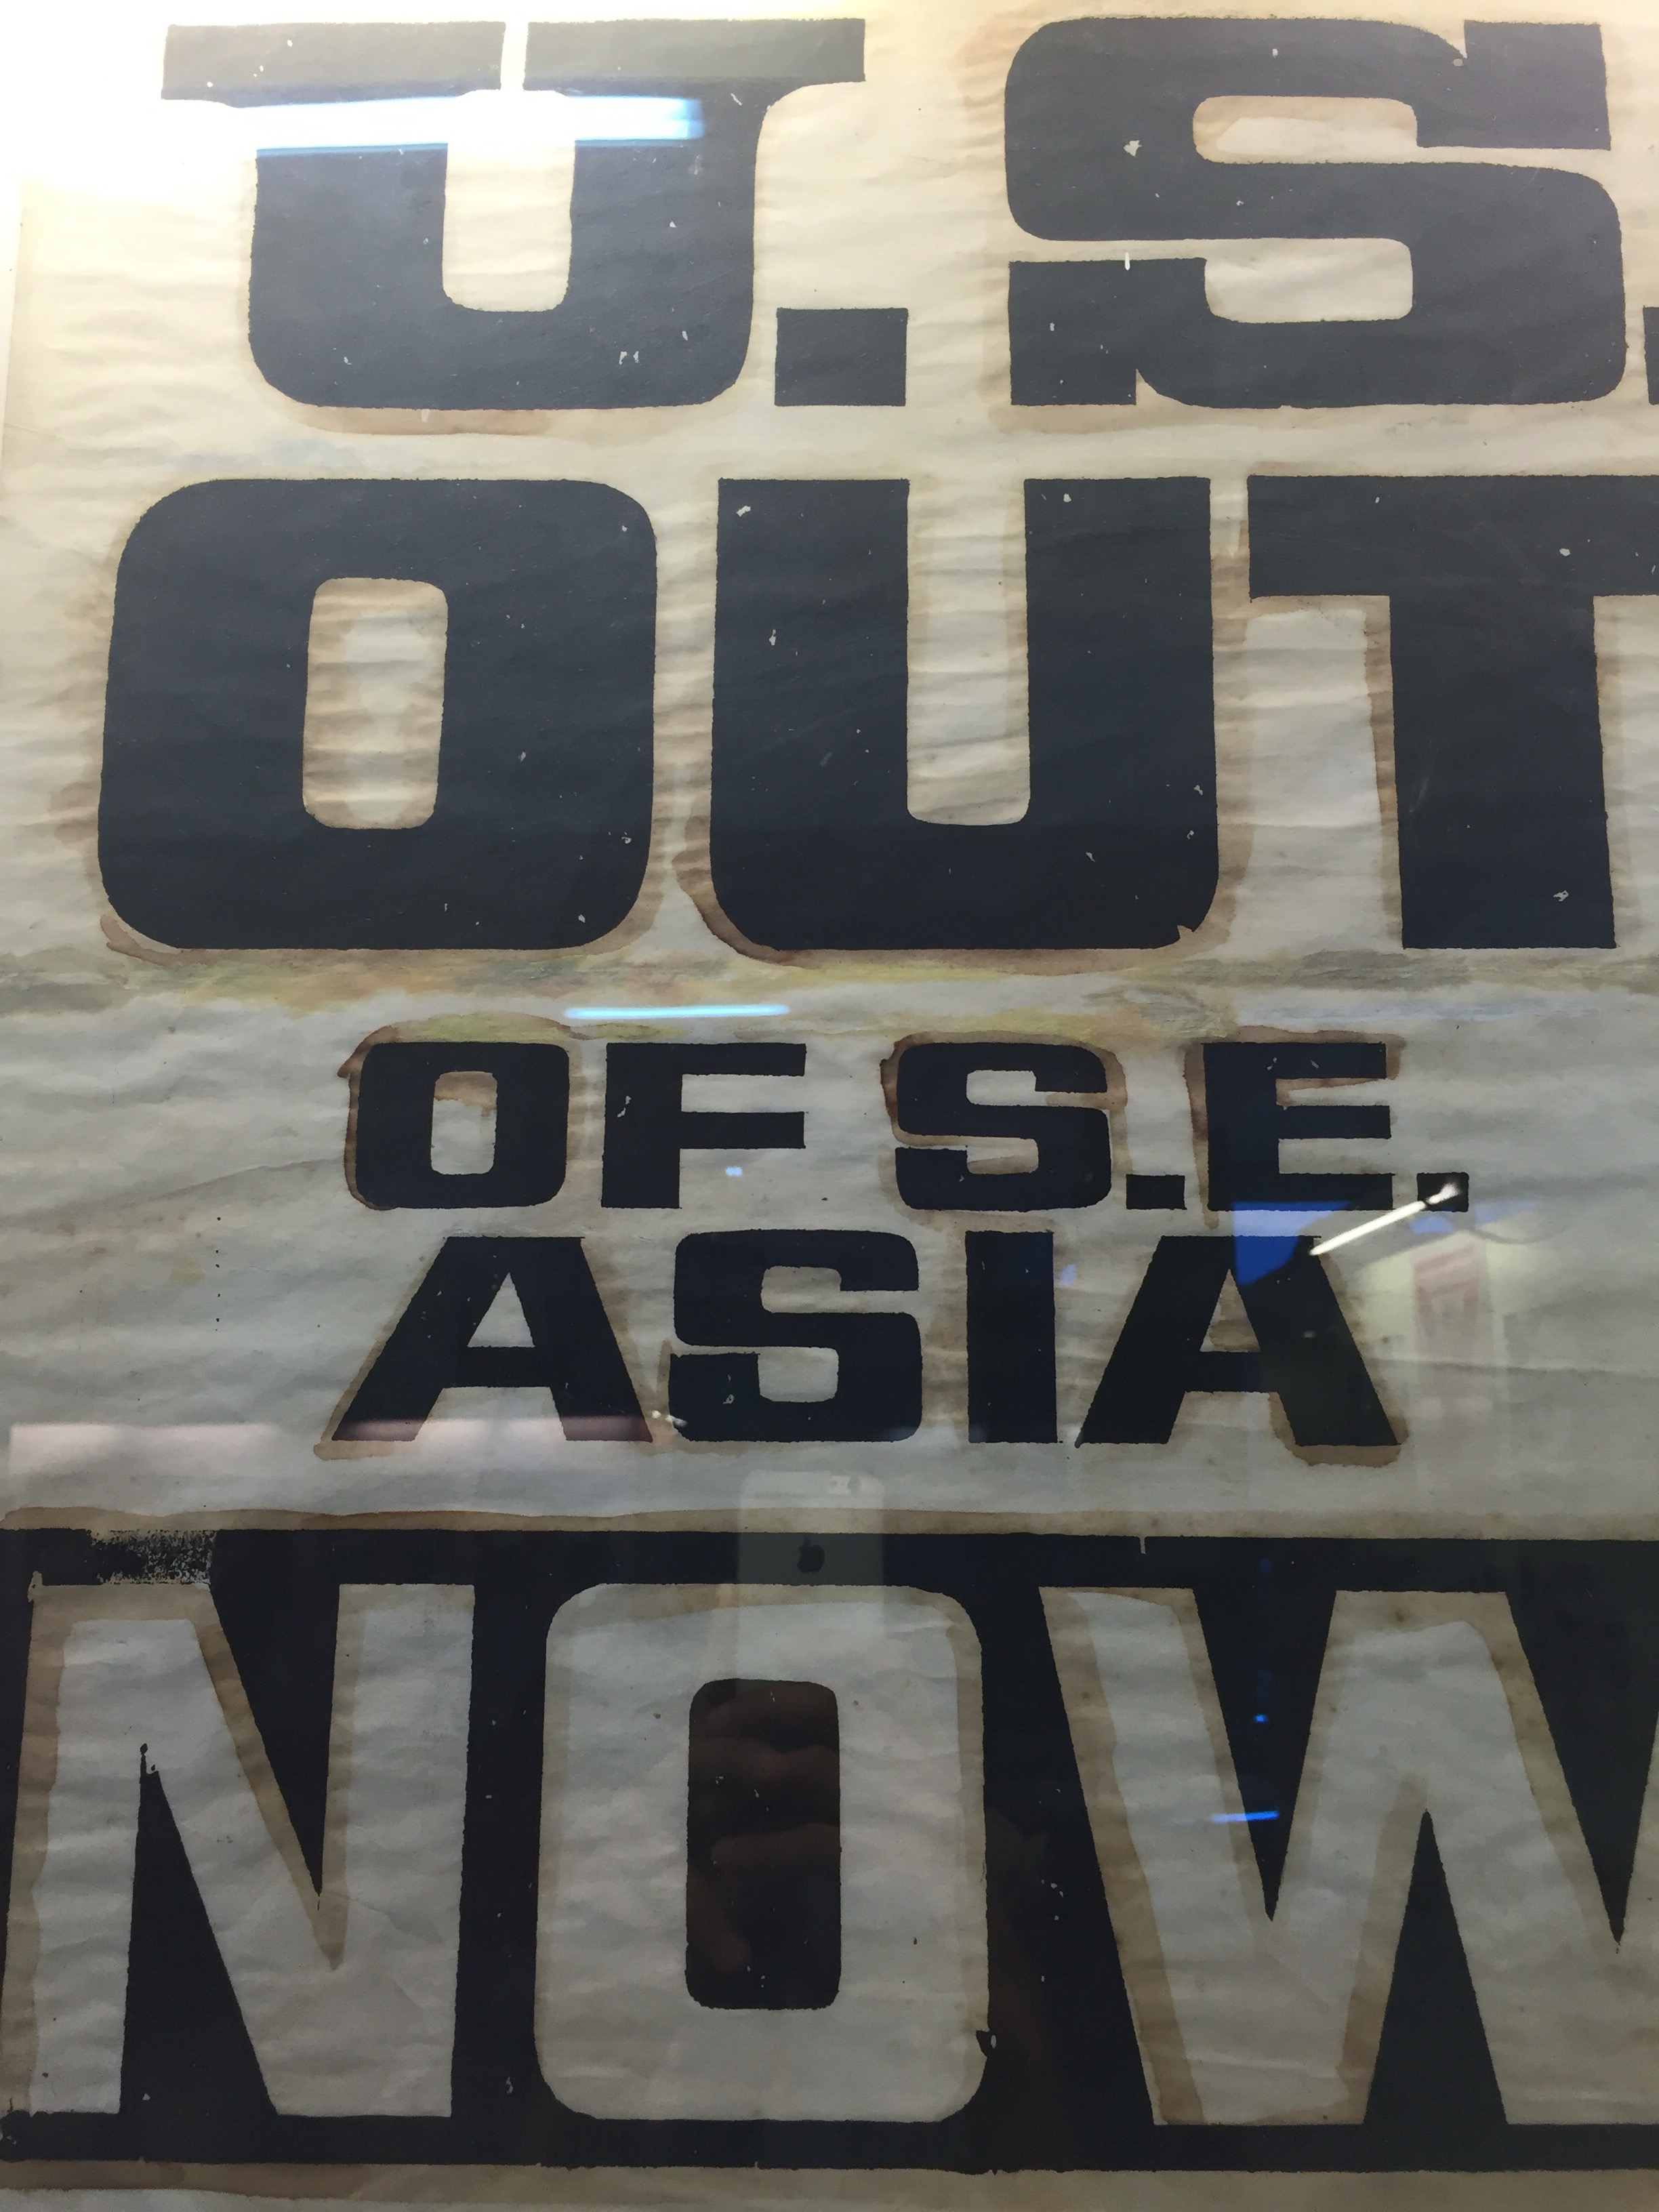 U.S.
OUT
OF S.E.
ASIA
NOW